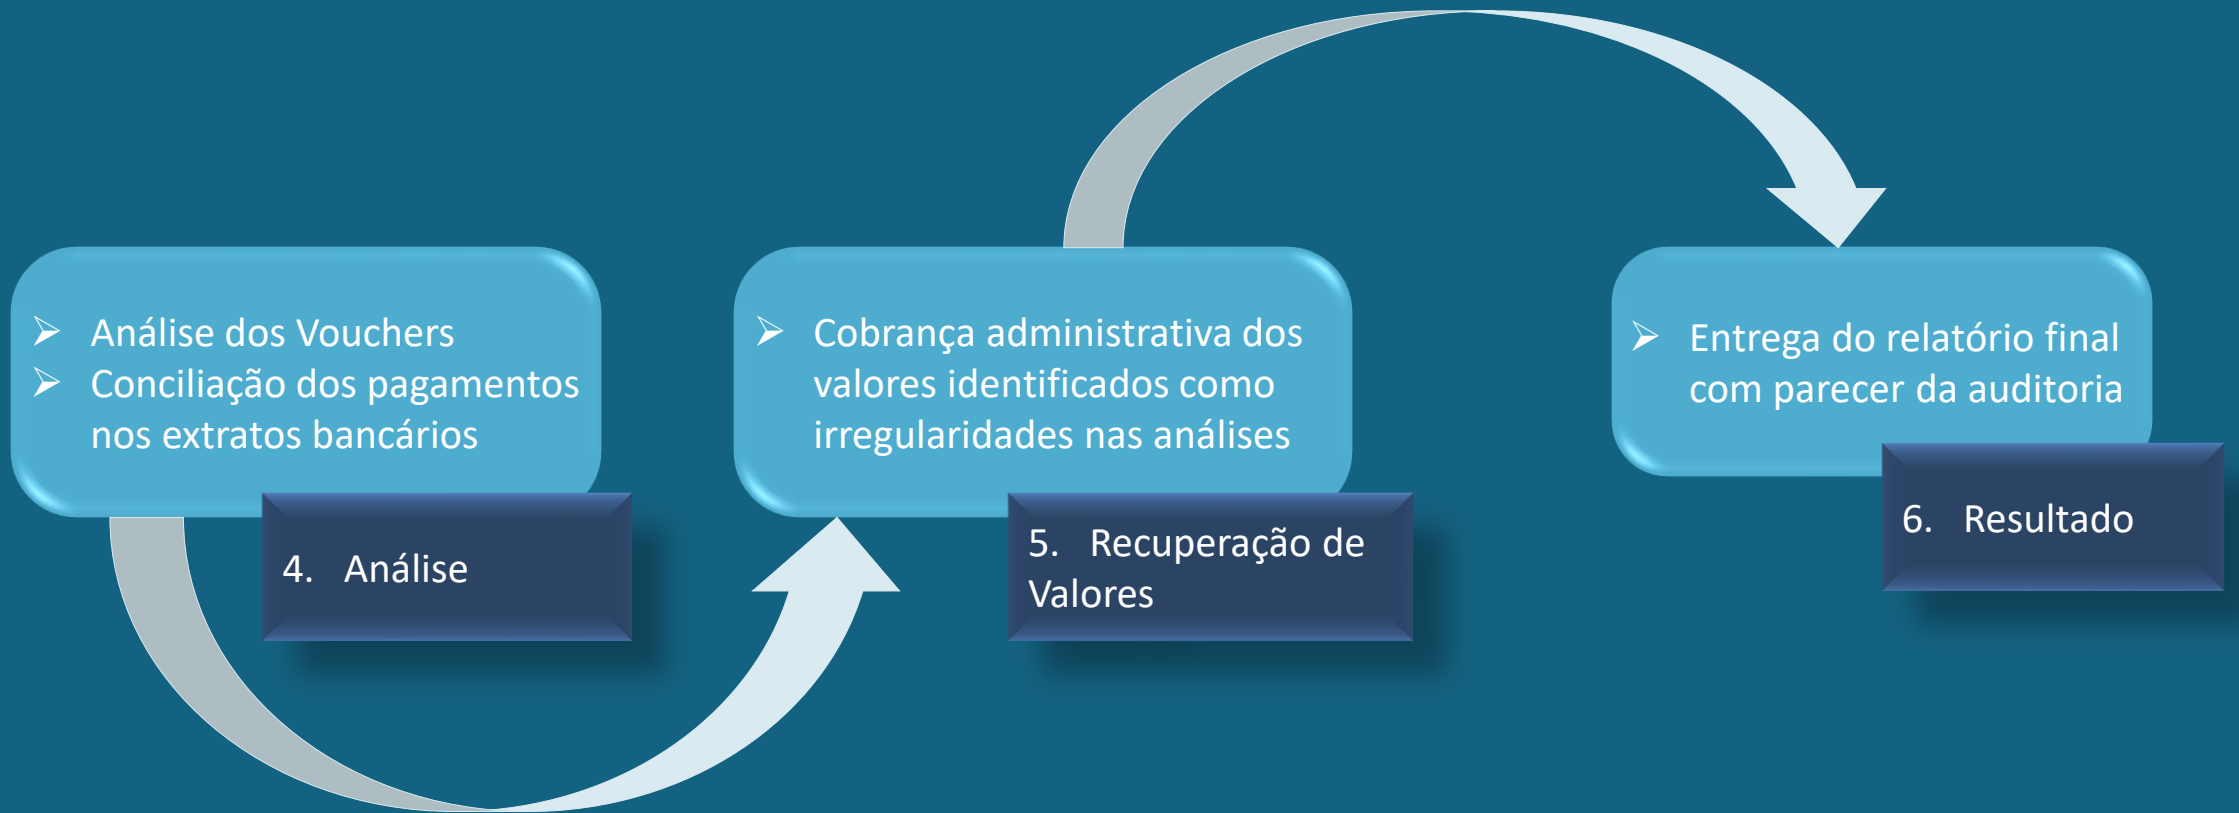 ➢ Análise dos Vouchers
➢ Conciliação dos pagamentos
nos extratos bancários
4. Análise
➢ Cobrança administrativa dos
valores identificados como
irregularidades nas análises
5. Recuperação de
Valores
➢ Entrega do relatório final
com parecer da auditoria
6. Resultado